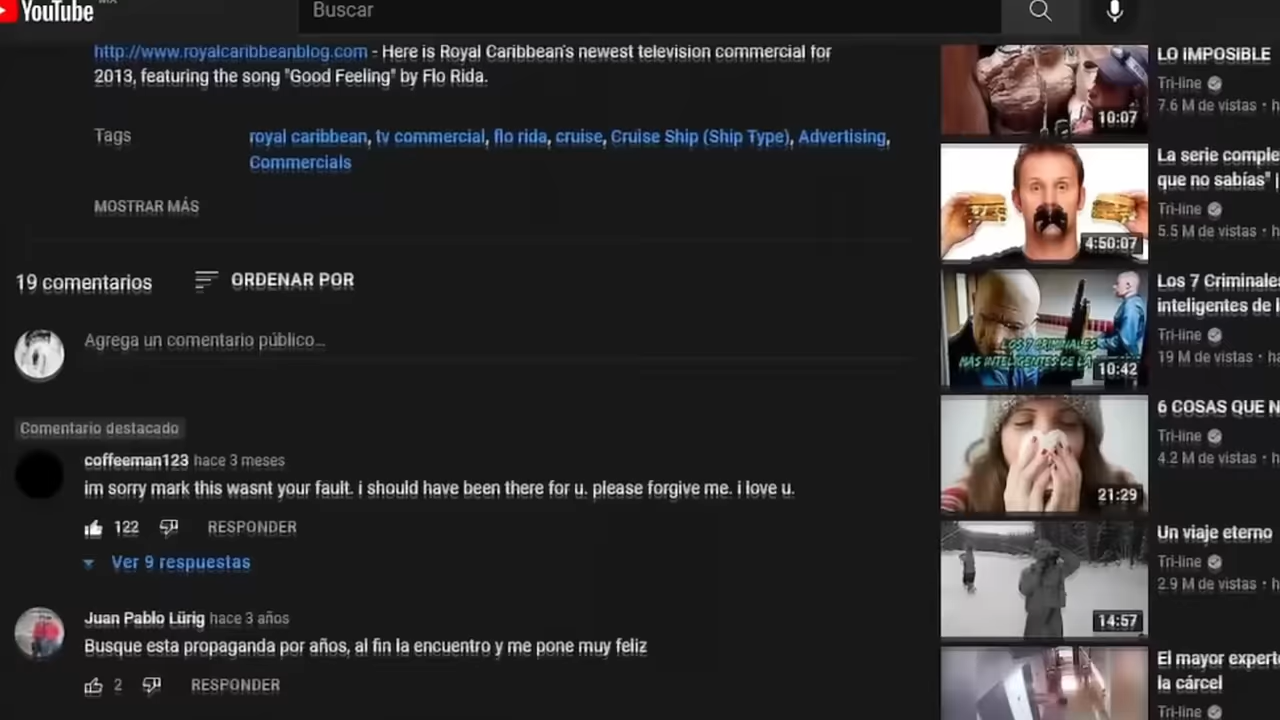 YouTube
MX
Buscar
http://www.royalcaribbeanblog.com - Here is Royal Caribbean's newest television commercial for
2013, featuring the song "Good Feeling" by Flo Rida.
Tags
royal caribbean, tv commercial, flo rida, cruise, Cruise Ship (Ship Type), Advertising,
Commercials
MOSTRAR MÁS
19 comentarios
ORDENAR POR
Agrega un comentario público...
Comentario destacado
coffeeman123 hace 3 meses
im sorry mark this wasnt your fault. i should have been there for u. please forgive me. i love u.
122
RESPONDER
Ver 9 respuestas
Juan Pablo Lürig hace 3 años
Busque esta propaganda por años, al fin la encuentro y me pone muy feliz
2
RESPONDER
10:07
LO IMPOSIBLE
Tri-line
7.6 M de vistas •
4:50:07
La serie comple
que no sabías" |
Tri-line
5.5 M de vistas •
LOS 7 CRIMINALES
MÁS INTELIGENTES DE LA
10:42
Los 7 Criminale
inteligentes de
Tri-line
19 M de vistas •
21:29
6 COSAS QUE N
Tri-line
4.2 M de vistas •
14:57
Un viaje eterno
Tri-line
2.9 M de vistas •
El mayor expert
la cárcel
Tri-line